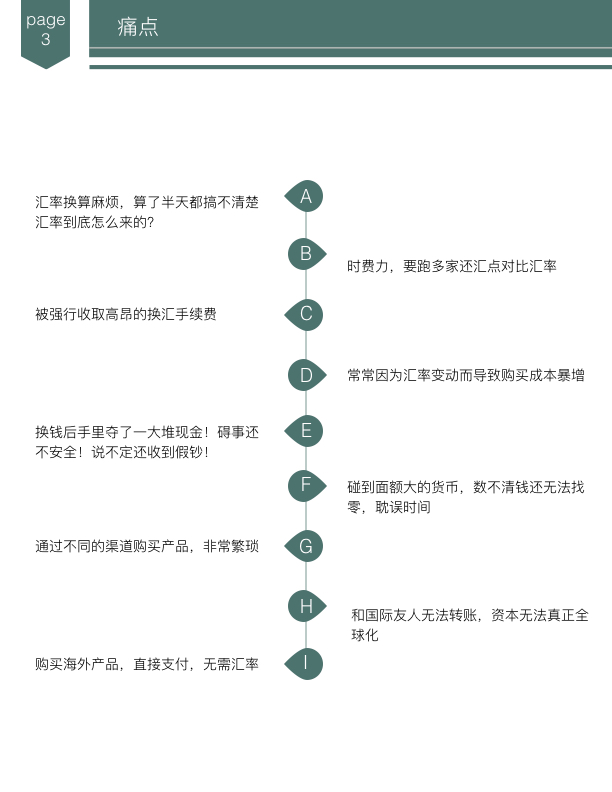 page
3
痛点
A
汇率换算麻烦，算了半天都搞不清楚
汇率到底怎么来的？
B
时费力，要跑多家还汇点对比汇率
C
被强行收取高昂的换汇手续费
D
常常因为汇率变动而导致购买成本暴增
E
换钱后手里夺了一大堆现金！碍事还
不安全！说不定还收到假钞！
F
碰到面额大的货币，数不清钱还无法找
零，耽误时间
G
通过不同的渠道购买产品，非常繁琐
H
和国际友人无法转账，资本无法真正全
球化
I
购买海外产品，直接支付，无需汇率